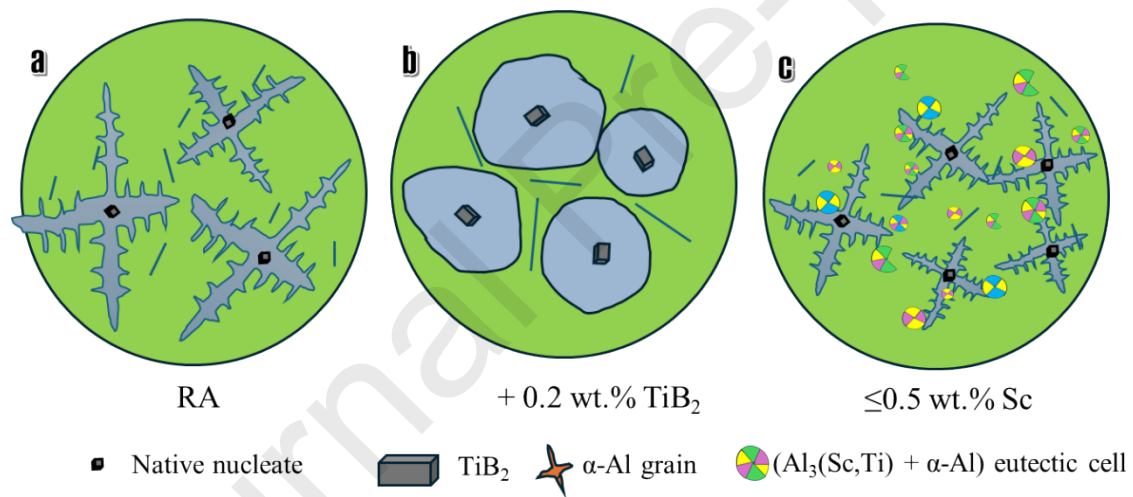 a b c
RA + 0.2 wt.% TiB₂ ≤0.5 wt.% Sc
Native nucleate TiB₂ α-Al grain (Al₃(Sc,Ti) + α-Al) eutectic cell